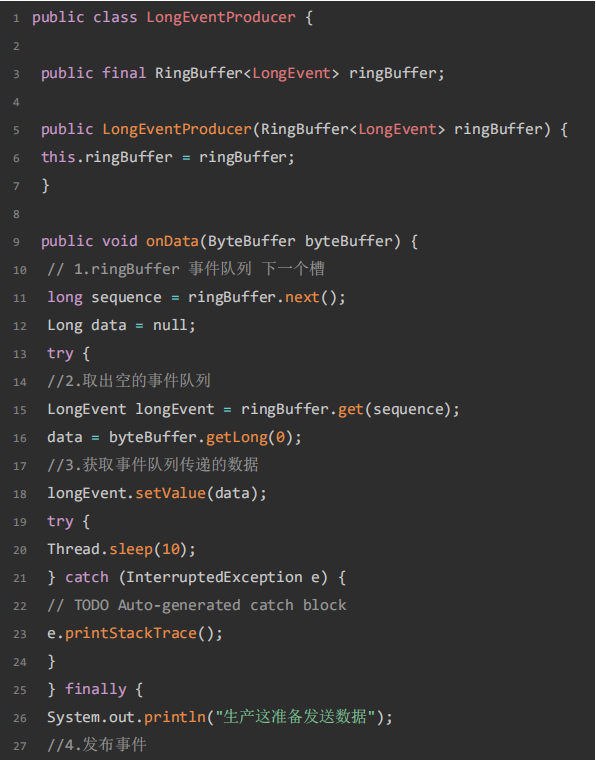 1 public class LongEventProducer {
2
3 public final RingBuffer<LongEvent> ringBuffer;
4
5 public LongEventProducer(RingBuffer<LongEvent> ringBuffer) {
6 this.ringBuffer = ringBuffer;
7 }
8
9 public void onData(ByteBuffer byteBuffer) {
10 // 1.ringBuffer 事件队列 下一个槽
11 long sequence = ringBuffer.next();
12 Long data = null;
13 try {
14 //2.取出空的事件队列
15 LongEvent longEvent = ringBuffer.get(sequence);
16 data = byteBuffer.getLong(0);
17 //3.获取事件队列传递的数据
18 longEvent.setValue(data);
19 try {
20 Thread.sleep(10);
21 } catch (InterruptedException e) {
22 // TODO Auto-generated catch block
23 e.printStackTrace();
24 }
25 } finally {
26 System.out.println("生产这准备发送数据");
27 //4.发布事件